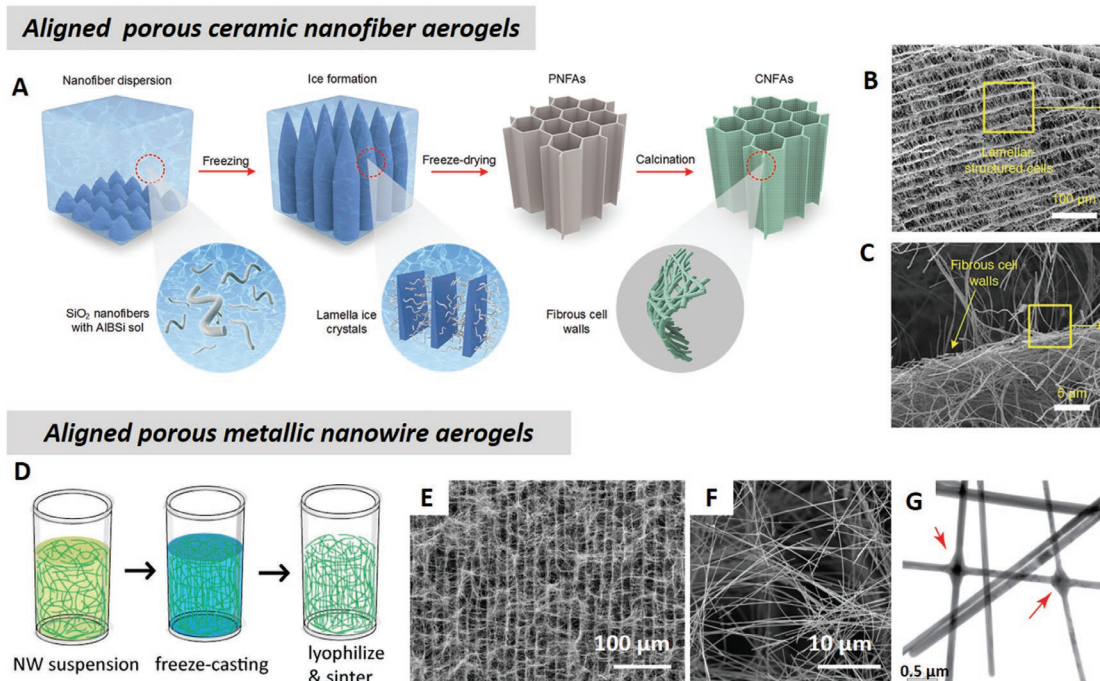 Aligned  porous ceramic nanofiber aerogels
A
Nanofiber dispersion
Ice formation
PNFAs
CNFAs
Freezing
Freeze-drying
Calcination
SiO₂ nanofibers
with AlBSi sol
Lamella ice
crystals
Fibrous cell
walls
B
Lamellar
structured cells
100 µm
C
Fibrous cell
walls
5 µm
Aligned porous metallic nanowire aerogels
D
NW suspension
freeze-casting
lyophilize
& sinter
E
100 µm
F
10 µm
G
0.5 µm